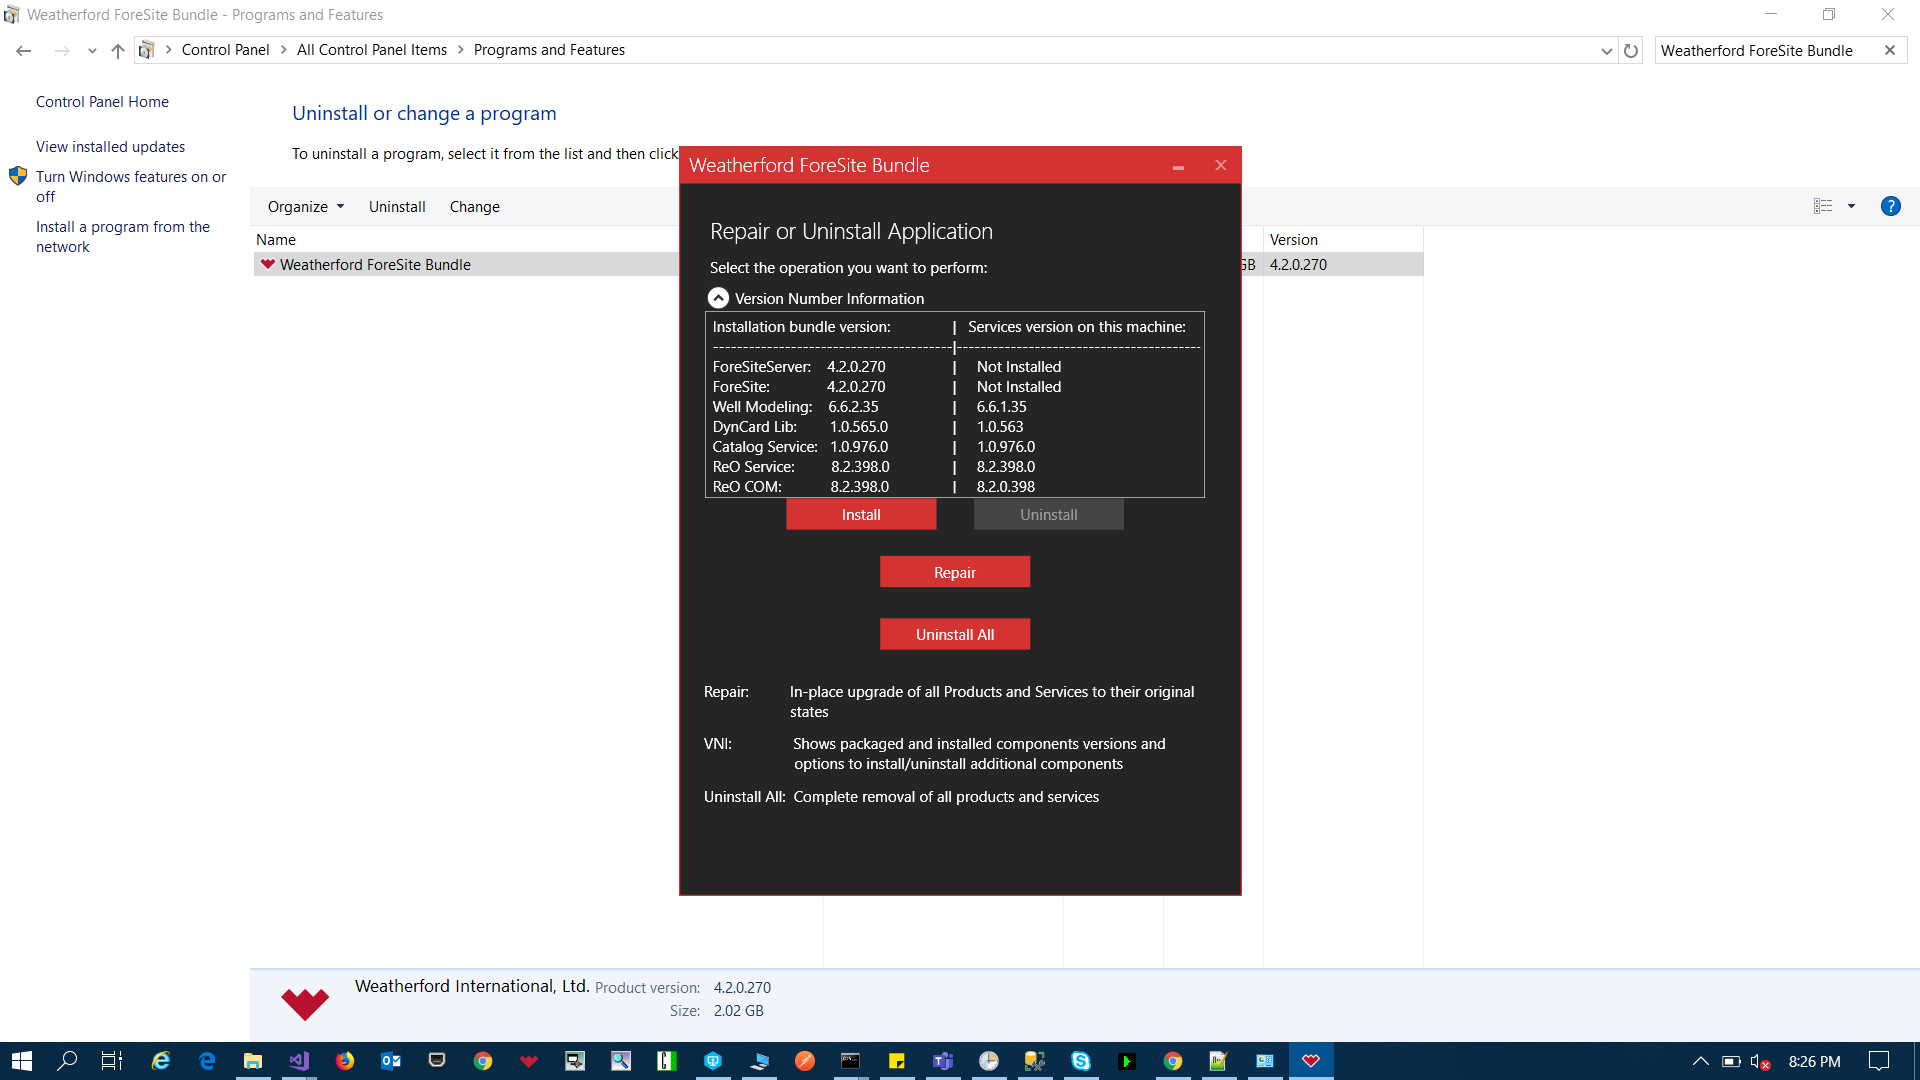 Weatherford ForeSite Bundle - Programs and Features
Control Panel > All Control Panel Items > Programs and Features
Weatherford ForeSite Bundle
Control Panel Home
View installed updates
Turn Windows features on or
off
Install a program from the
network
Uninstall or change a program
To uninstall a program, select it from the list and then click
Organize Uninstall Change
Name Version
Weatherford ForeSite Bundle GB 4.2.0.270
Weatherford ForeSite Bundle
Repair or Uninstall Application
Select the operation you want to perform:
Version Number Information
Installation bundle version: | Services version on this machine:
----------------------------------------|-----------------------------------------
ForeSiteServer: 4.2.0.270 | Not Installed
ForeSite: 4.2.0.270 | Not Installed
Well Modeling: 6.6.2.35 | 6.6.1.35
DynCard Lib: 1.0.565.0 | 1.0.563
Catalog Service: 1.0.976.0 | 1.0.976.0
ReO Service: 8.2.398.0 | 8.2.398.0
ReO COM: 8.2.398.0 | 8.2.0.398
Install Uninstall
Repair
Uninstall All
Repair: In-place upgrade of all Products and Services to their original
states
VNI: Shows packaged and installed components versions and
options to install/uninstall additional components
Uninstall All: Complete removal of all products and services
Weatherford International, Ltd. Product version: 4.2.0.270
Size: 2.02 GB
8:26 PM